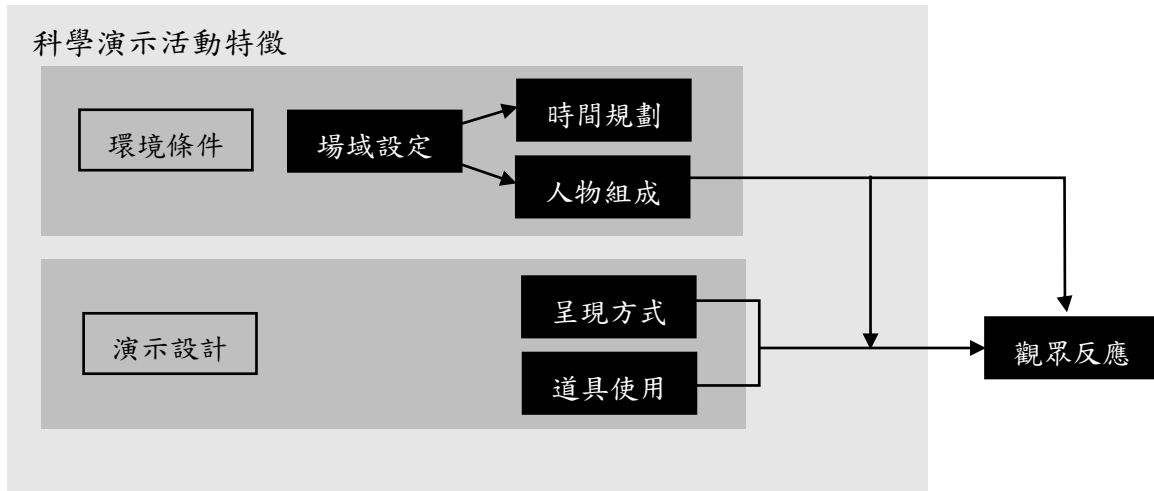 科學演示活動特徵
環境條件
場域設定
時間規劃
人物組成
演示設計
呈現方式
道具使用
觀眾反應